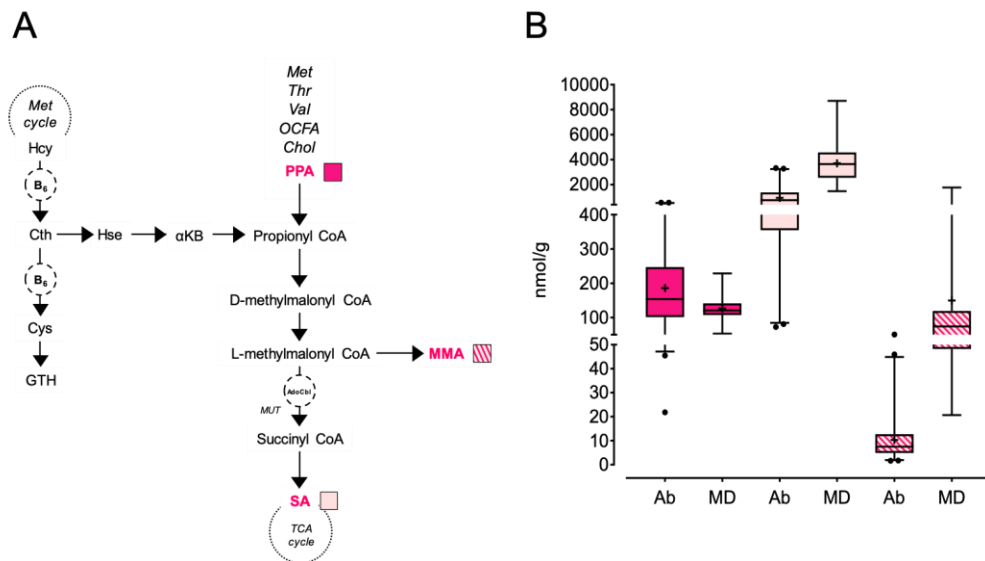 A
Met
cycle
Hcy
B6
Cth
Hse
αKB
B6
Cys
GTH
Met
Thr
Val
OCFA
Chol
PPA
Propionyl CoA
D-methylmalonyl CoA
L-methylmalonyl CoA
MMA
AdoCbl
MUT
Succinyl CoA
SA
TCA
cycle
B
nmol/g
10000
8000
6000
4000
2000
400
300
200
100
50
40
30
20
10
0
Ab MD Ab MD Ab MD